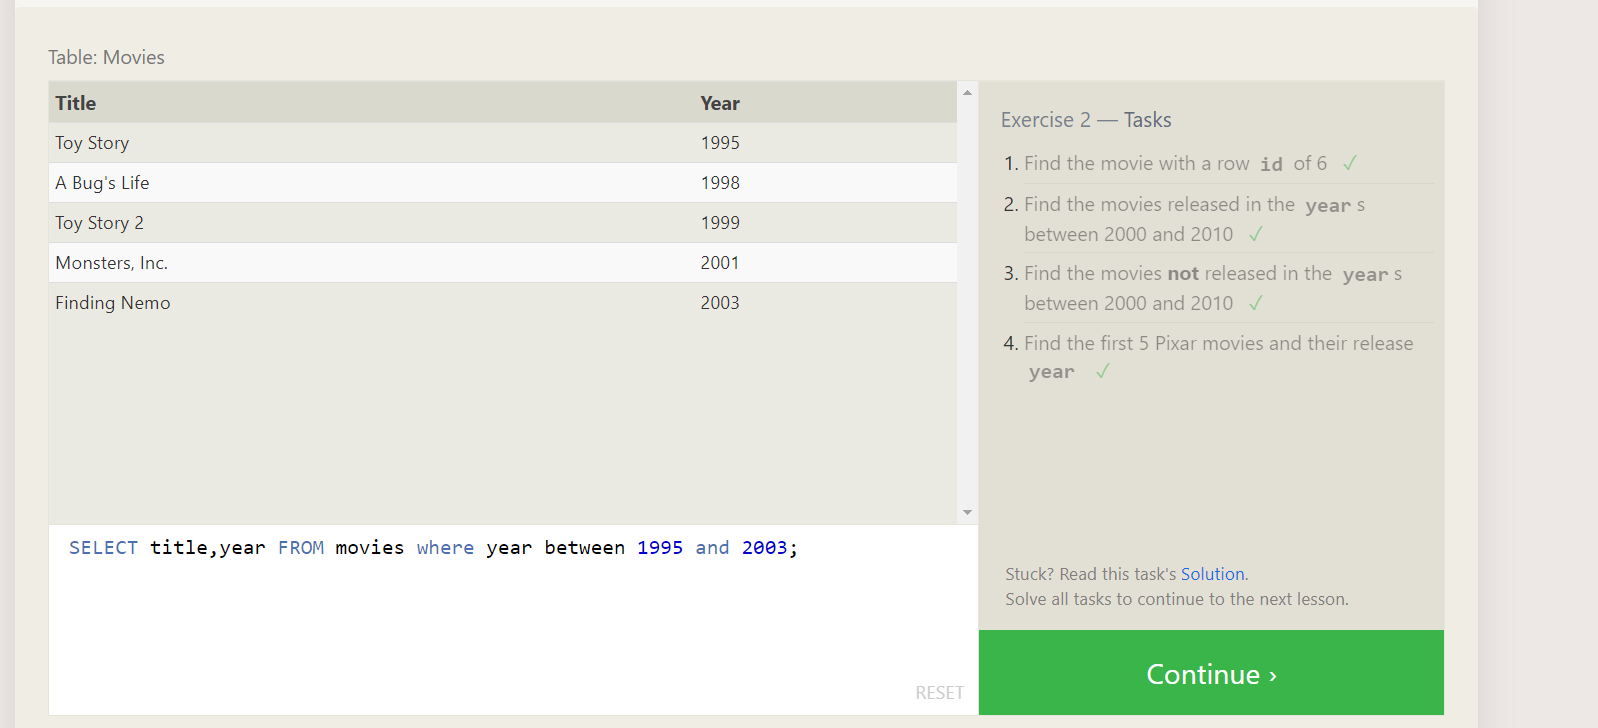 Table: Movies
Title Year
Toy Story 1995
A Bug's Life 1998
Toy Story 2 1999
Monsters, Inc. 2001
Finding Nemo 2003
SELECT title,year FROM movies where year between 1995 and 2003;
RESET
Exercise 2 — Tasks
1. Find the movie with a row id of 6 ✓
2. Find the movies released in the year s
between 2000 and 2010 ✓
3. Find the movies not released in the year s
between 2000 and 2010 ✓
4. Find the first 5 Pixar movies and their release
year ✓
Stuck? Read this task's Solution.
Solve all tasks to continue to the next lesson.
Continue ›